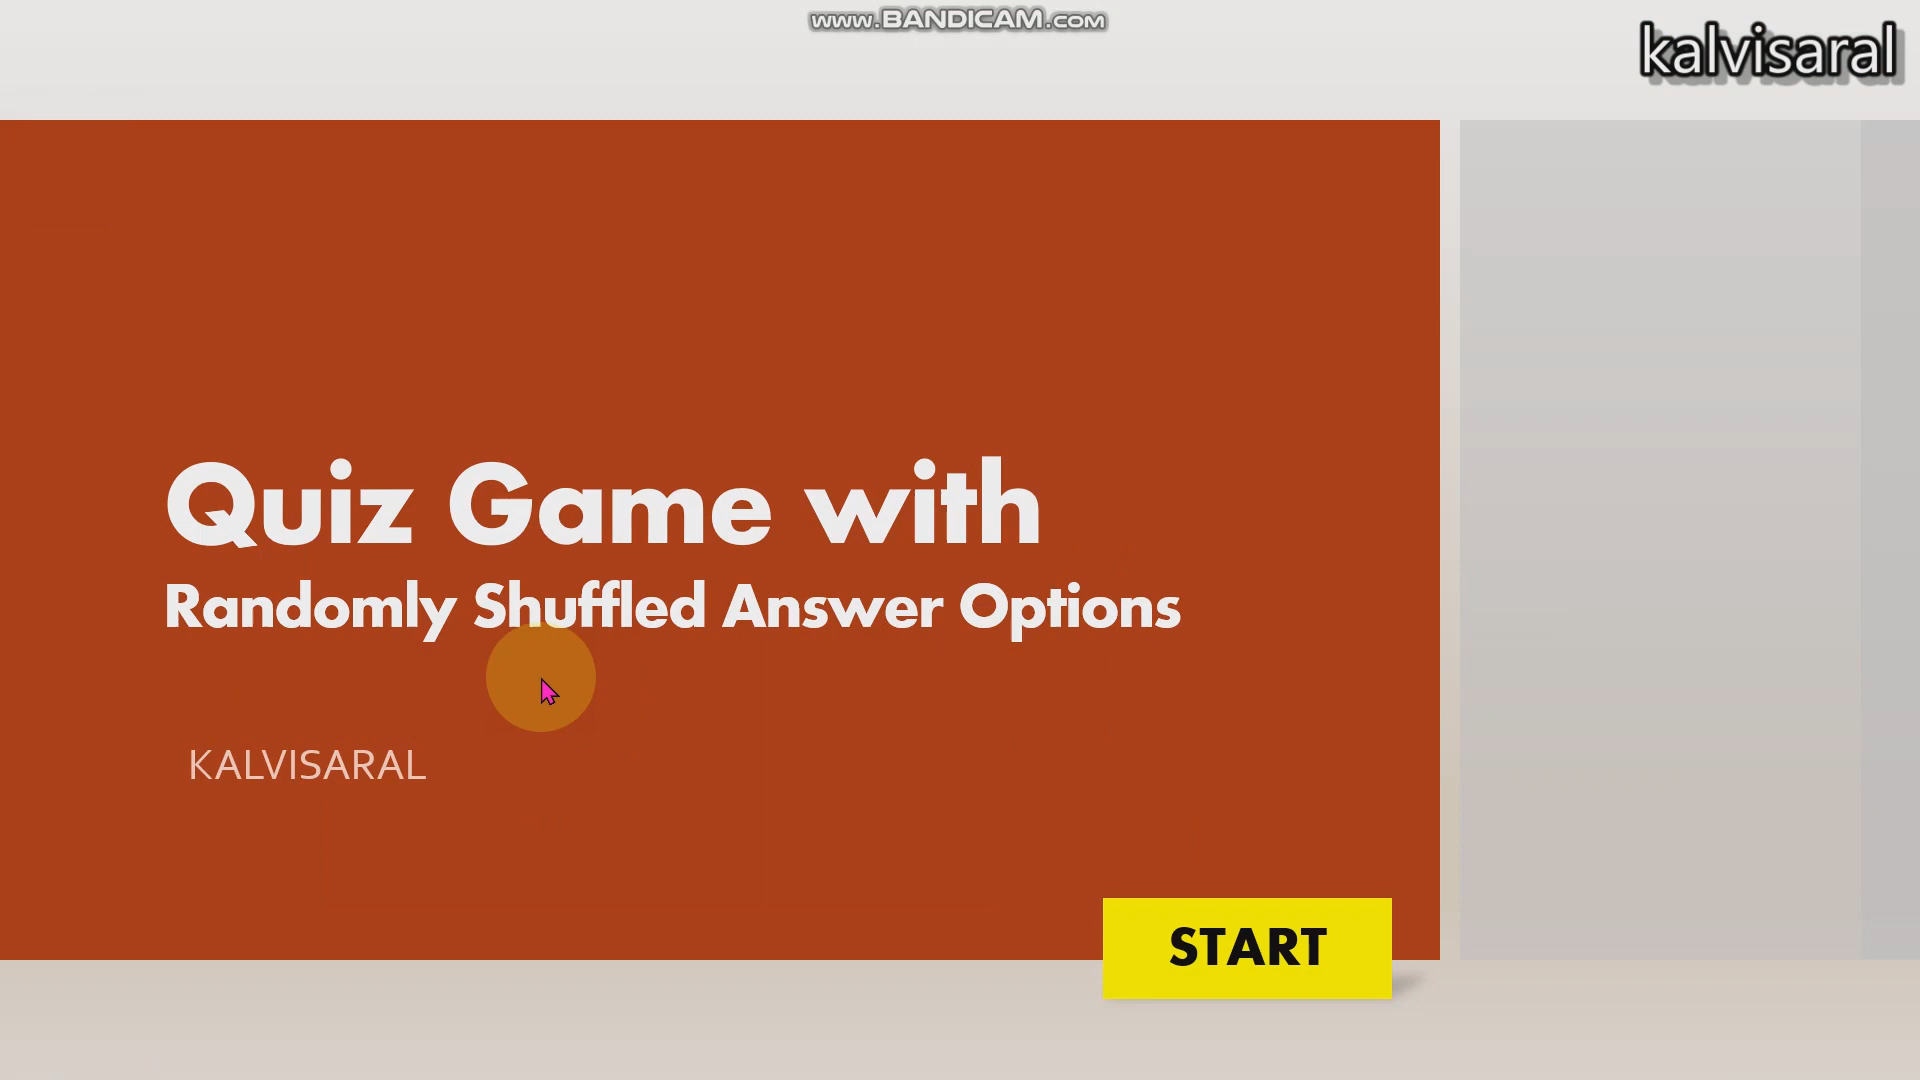 www.BANDICAM.com
kalvisaral
Quiz Game with
Randomly Shuffled Answer Options
KALVISARAL
START